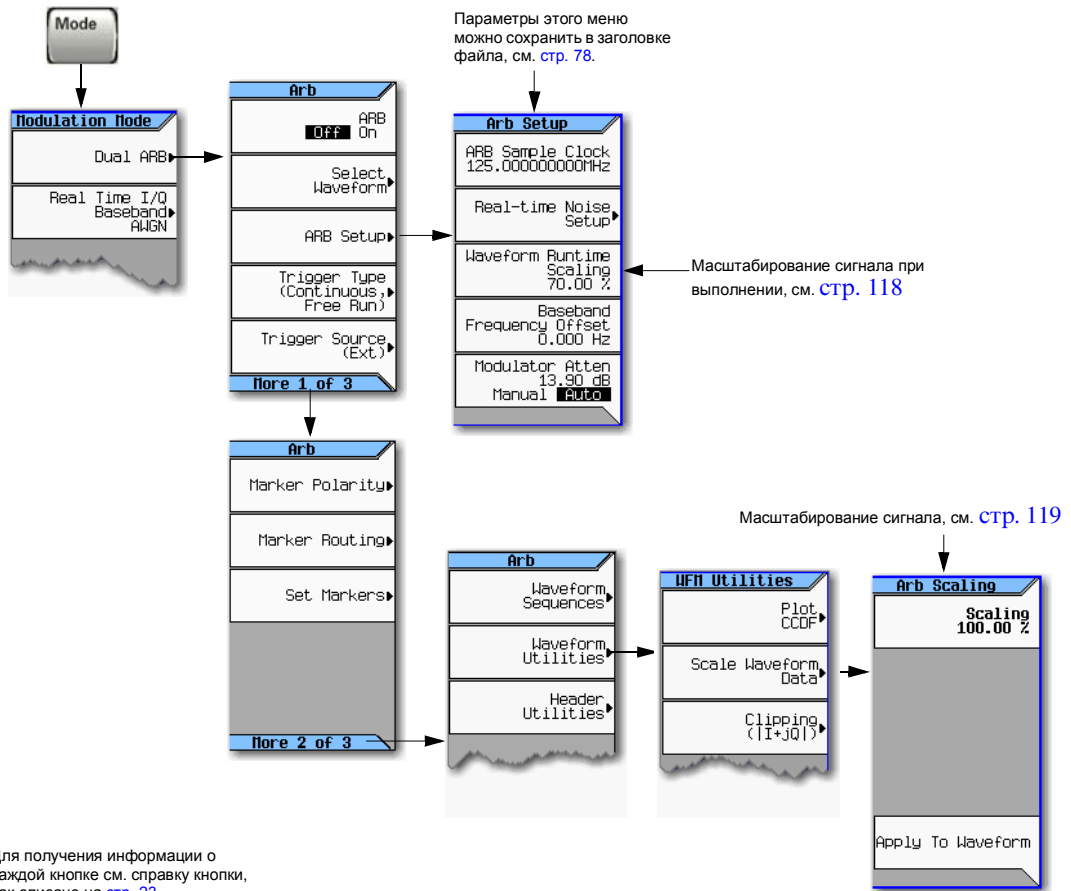 Mode
Параметры этого меню
можно сохранить в заголовке
файла, см. стр. 78.
Modulation Mode
Dual ARB
Real Time I/Q
Baseband
AWGN
Arb
ARB
Off On
Select
Waveform
ARB Setup
Trigger Type
(Continuous,
Free Run)
Trigger Source
(Ext)
More 1 of 3
Arb Setup
ARB Sample Clock
125.000000000MHz
Real-time Noise
Setup
Waveform Runtime
Scaling
70.00 %
Baseband
Frequency Offset
0.000 Hz
Modulator Atten
13.90 dB
Manual Auto
Масштабирование сигнала при
выполнении, см. стр. 118
Arb
Marker Polarity
Marker Routing
Set Markers
More 2 of 3
Arb
Waveform
Sequences
Waveform
Utilities
Header
Utilities
WFM Utilities
Plot
CCDF
Scale Waveform
Data
Clipping
(|I+jQ|)
Масштабирование сигнала, см. стр. 119
Arb Scaling
Scaling
100.00 %
Apply To Waveform
для получения информации о
каждой кнопке см. справку кнопки,